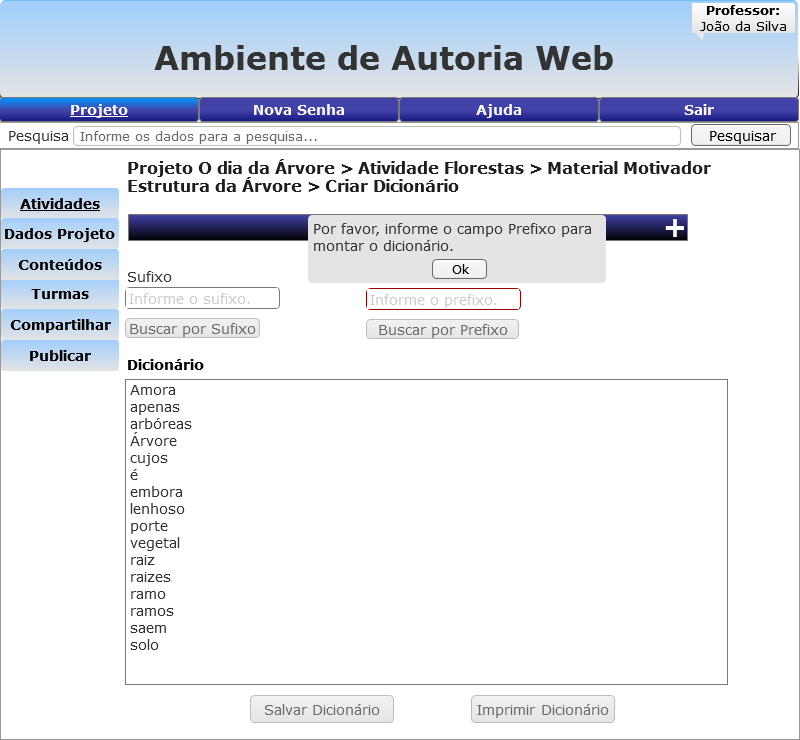 Professor:
João da Silva
Ambiente de Autoria Web
Projeto
Nova Senha
Ajuda
Sair
Pesquisa
Informe os dados para a pesquisa...
Pesquisar
Projeto O dia da Árvore > Atividade Florestas > Material Motivador
Estrutura da Árvore > Criar Dicionário
Atividades
Dados Projeto
Conteúdos
Turmas
Compartilhar
Publicar
+
Por favor, informe o campo Prefixo para
montar o dicionário.
Ok
Sufixo
Informe o sufixo.
Informe o prefixo.
Buscar por Sufixo
Buscar por Prefixo
Dicionário
Amora
apenas
arbóreas
Árvore
cujos
é
embora
lenhoso
porte
vegetal
raiz
raizes
ramo
ramos
saem
solo
Salvar Dicionário
Imprimir Dicionário